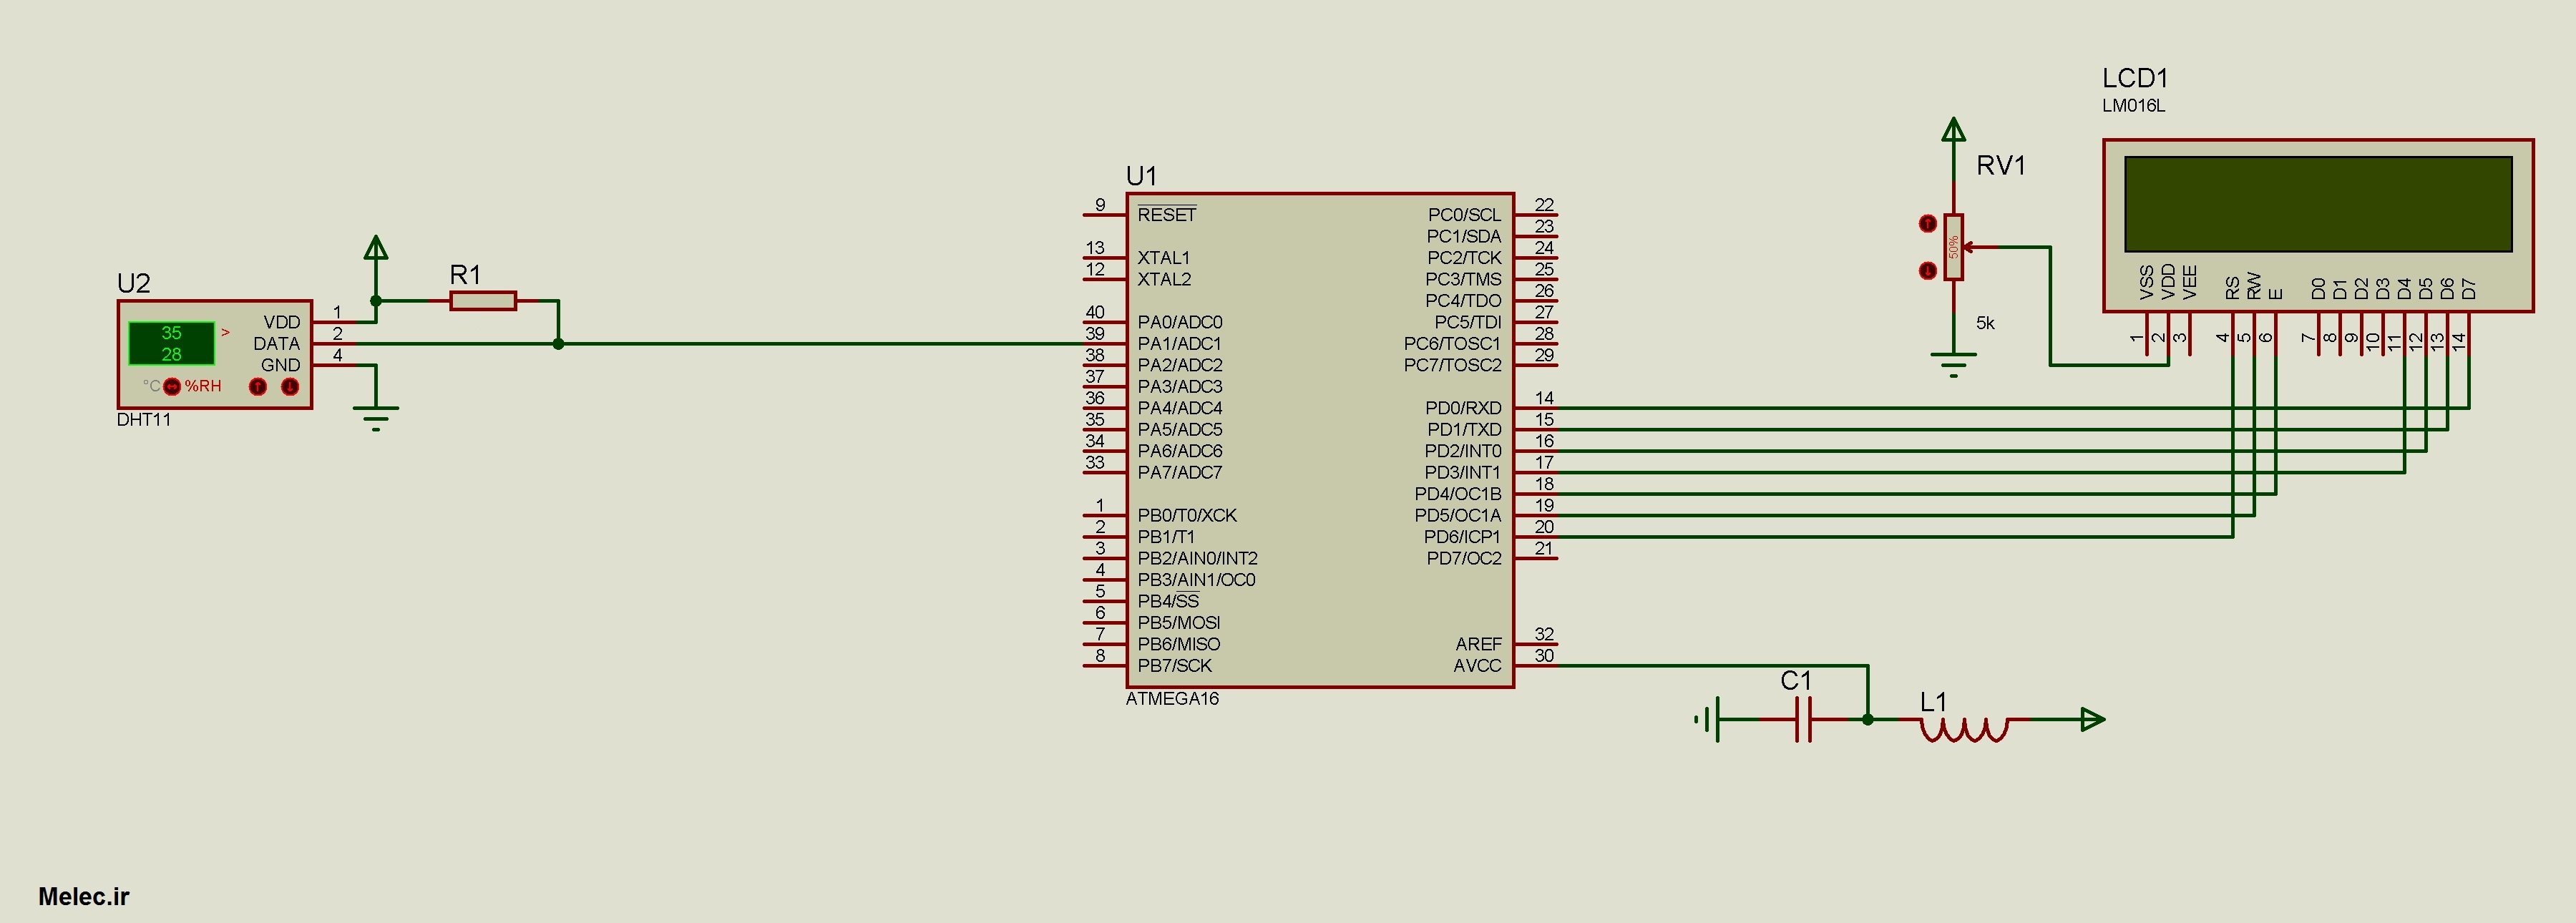 LCD1
LM016L
RV1
50%
5k
VSS VDD VEE RS RW E D0 D1 D2 D3 D4 D5 D6 D7
1 2 3 4 5 6 7 8 9 10 11 12 13 14
U2
35 >
28
°C %RH
VDD 1
DATA 2
GND 4
DHT11
R1
U1
9 RESET
13 XTAL1
12 XTAL2
40 PA0/ADC0
39 PA1/ADC1
38 PA2/ADC2
37 PA3/ADC3
36 PA4/ADC4
35 PA5/ADC5
34 PA6/ADC6
33 PA7/ADC7
1 PB0/T0/XCK
2 PB1/T1
3 PB2/AIN0/INT2
4 PB3/AIN1/OC0
5 PB4/SS
6 PB5/MOSI
7 PB6/MISO
8 PB7/SCK
PC0/SCL 22
PC1/SDA 23
PC2/TCK 24
PC3/TMS 25
PC4/TDO 26
PC5/TDI 27
PC6/TOSC1 28
PC7/TOSC2 29
PD0/RXD 14
PD1/TXD 15
PD2/INT0 16
PD3/INT1 17
PD4/OC1B 18
PD5/OC1A 19
PD6/ICP1 20
PD7/OC2 21
AREF 32
AVCC 30
ATMEGA16
C1
L1
Melec.ir